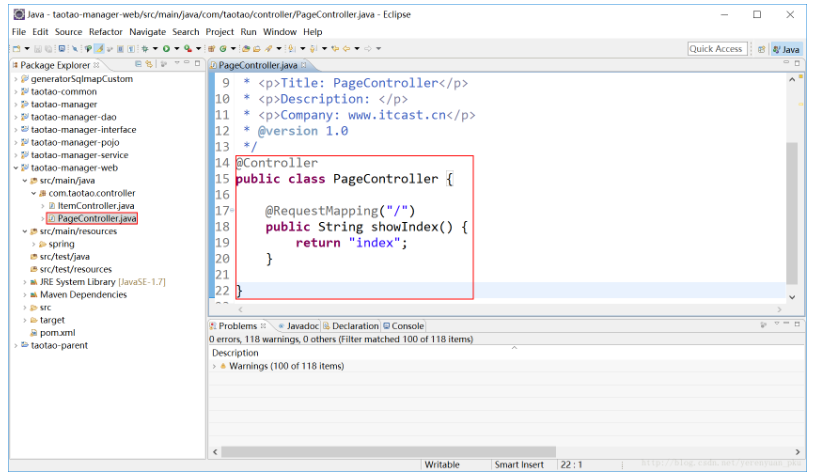 Java - taotao-manager-web/src/main/java/com/taotao/controller/PageController.java - Eclipse
File Edit Source Refactor Navigate Search Project Run Window Help
Quick Access
Java
Package Explorer
generatorSqlmapCustom
taotao-common
taotao-manager
taotao-manager-dao
taotao-manager-interface
taotao-manager-pojo
taotao-manager-service
taotao-manager-web
src/main/java
com.taotao.controller
ItemController.java
PageController.java
src/main/resources
spring
src/test/java
src/test/resources
JRE System Library [JavaSE-1.7]
Maven Dependencies
src
target
pom.xml
taotao-parent
PageController.java
9 * <p>Title: PageController</p>
10 * <p>Description: </p>
11 * <p>Company: www.itcast.cn</p>
12 * @version 1.0
13 */
14 @Controller
15 public class PageController {
16
17 @RequestMapping("/")
18 public String showIndex() {
19 return "index";
20 }
21
22 }
Problems Javadoc Declaration Console
0 errors, 118 warnings, 0 others (Filter matched 100 of 118 items)
Description
Warnings (100 of 118 items)
Writable Smart Insert 22 : 1